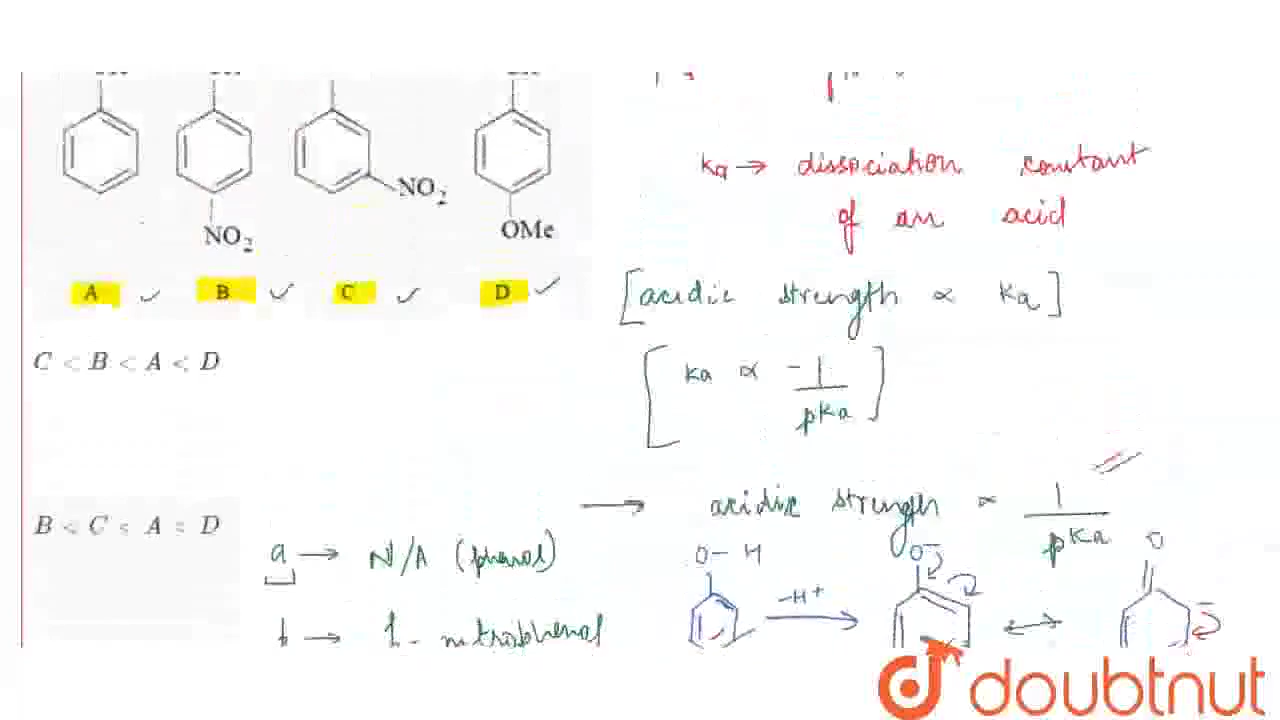 NO2
NO2
OMe
A
B
C
D
C < B < A < D
B < C < A < D
Ka → dissociation constant
of an acid
[acidic strength ∝ Ka]
[Ka ∝ -1/pKa]
→ acidic strength ∝ 1/pKa
a → N/A (phenol)
b → nitrophenol
O-H
-H+
O-
O
doubtnut